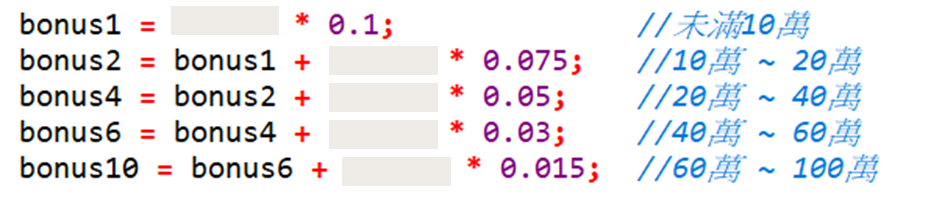 bonus1 = * 0.1; //未滿10萬
bonus2 = bonus1 + * 0.075; //10萬 ~ 20萬
bonus4 = bonus2 + * 0.05; //20萬 ~ 40萬
bonus6 = bonus4 + * 0.03; //40萬 ~ 60萬
bonus10 = bonus6 + * 0.015; //60萬 ~ 100萬